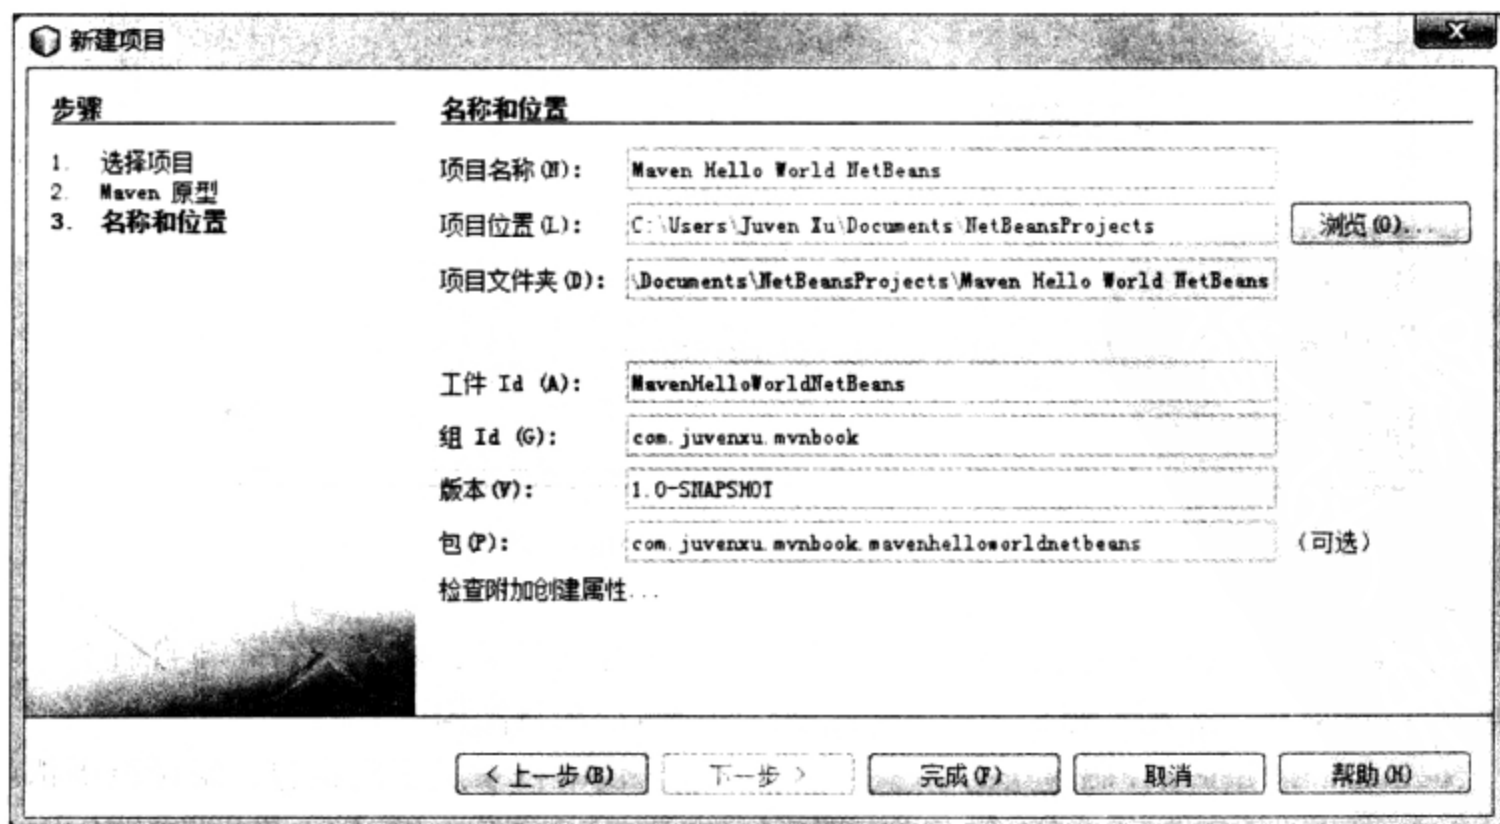 新建项目
步骤
1. 选择项目
2. Maven 原型
3. 名称和位置
名称和位置
项目名称(N): Maven Hello World NetBeans
项目位置(L): C:\Users\Juven Xu\Documents\NetBeansProjects 浏览(O)...
项目文件夹(D): \Documents\NetBeansProjects\Maven Hello World NetBeans
工件 Id (A): MavenHelloWorldNetBeans
组 Id (G): com.juvenxu.mvnbook
版本(V): 1.0-SNAPSHOT
包(P): com.juvenxu.mvnbook.mavenhelloworldnetbeans (可选)
检查附加创建属性...
< 上一步(B) 下一步 > 完成(F) 取消 帮助(H)